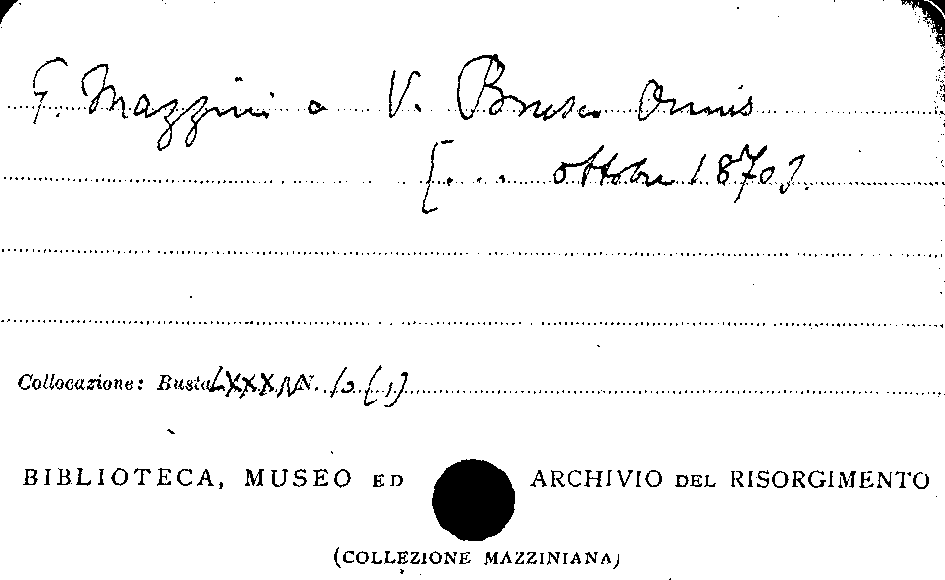 G. Mazzini a V. Brusco Onnis
[... ottobre 1870].
Collocazione: Busta LXXXIV N. 10 (1)
BIBLIOTECA, MUSEO ED ARCHIVIO DEL RISORGIMENTO
(COLLEZIONE MAZZINIANA)